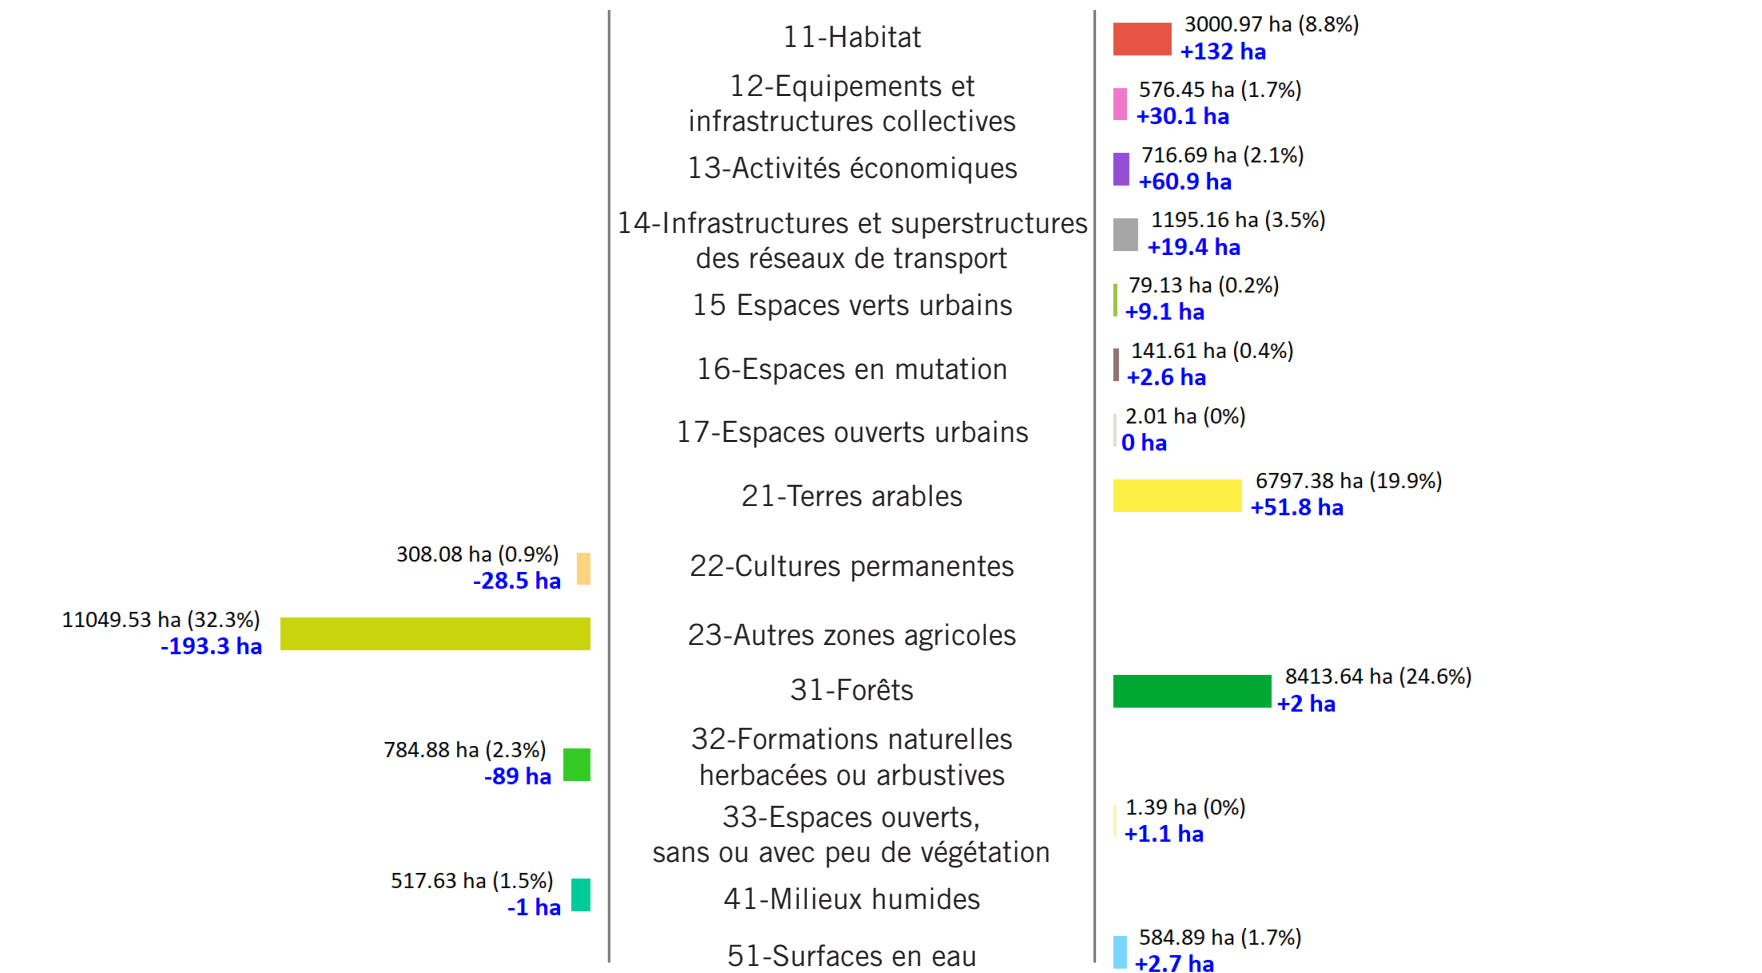 11-Habitat
3000.97 ha (8.8%)
+132 ha
12-Equipements et
infrastructures collectives
576.45 ha (1.7%)
+30.1 ha
13-Activités économiques
716.69 ha (2.1%)
+60.9 ha
14-Infrastructures et superstructures
des réseaux de transport
1195.16 ha (3.5%)
+19.4 ha
15 Espaces verts urbains
79.13 ha (0.2%)
+9.1 ha
16-Espaces en mutation
141.61 ha (0.4%)
+2.6 ha
17-Espaces ouverts urbains
2.01 ha (0%)
0 ha
21-Terres arables
6797.38 ha (19.9%)
+51.8 ha
308.08 ha (0.9%)
-28.5 ha
22-Cultures permanentes
11049.53 ha (32.3%)
-193.3 ha
23-Autres zones agricoles
31-Forêts
8413.64 ha (24.6%)
+2 ha
784.88 ha (2.3%)
-89 ha
32-Formations naturelles
herbacées ou arbustives
33-Espaces ouverts,
sans ou avec peu de végétation
1.39 ha (0%)
+1.1 ha
517.63 ha (1.5%)
-1 ha
41-Milieux humides
51-Surfaces en eau
584.89 ha (1.7%)
+2.7 ha